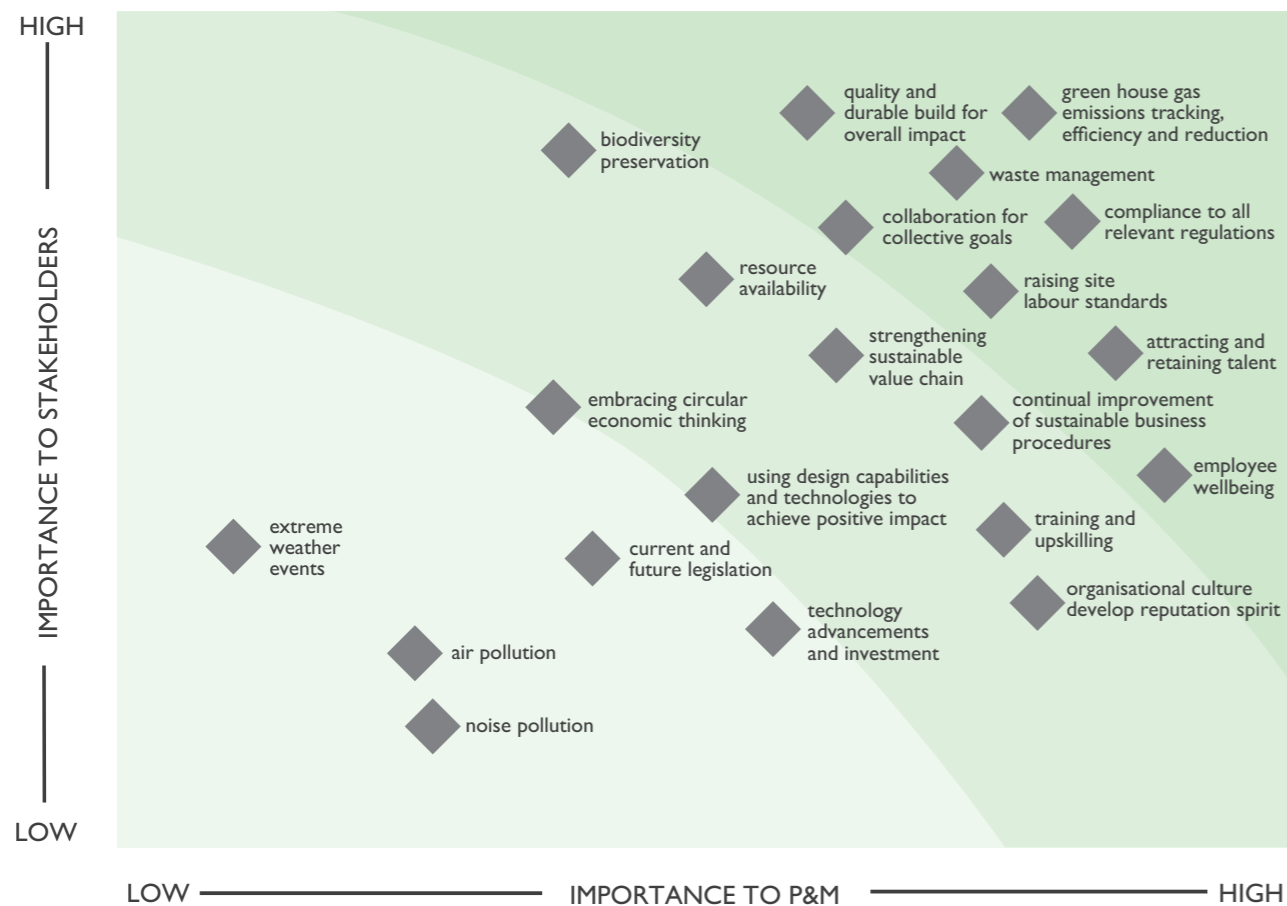 HIGH
IMPORTANCE TO STAKEHOLDERS
LOW
quality and
durable build for
overall impact
green house gas
emissions tracking,
efficiency and reduction
biodiversity
preservation
waste management
collaboration for
collective goals
compliance to all
relevant regulations
resource
availability
raising site
labour standards
strengthening
sustainable
value chain
attracting and
retaining talent
embracing circular
economic thinking
continual improvement
of sustainable business
procedures
employee
wellbeing
using design capabilities
and technologies to
achieve positive impact
extreme
weather
events
training and
upskilling
current and
future legislation
organisational culture
develop reputation spirit
technology
advancements
and investment
air pollution
noise pollution
LOW
IMPORTANCE TO P&M
HIGH